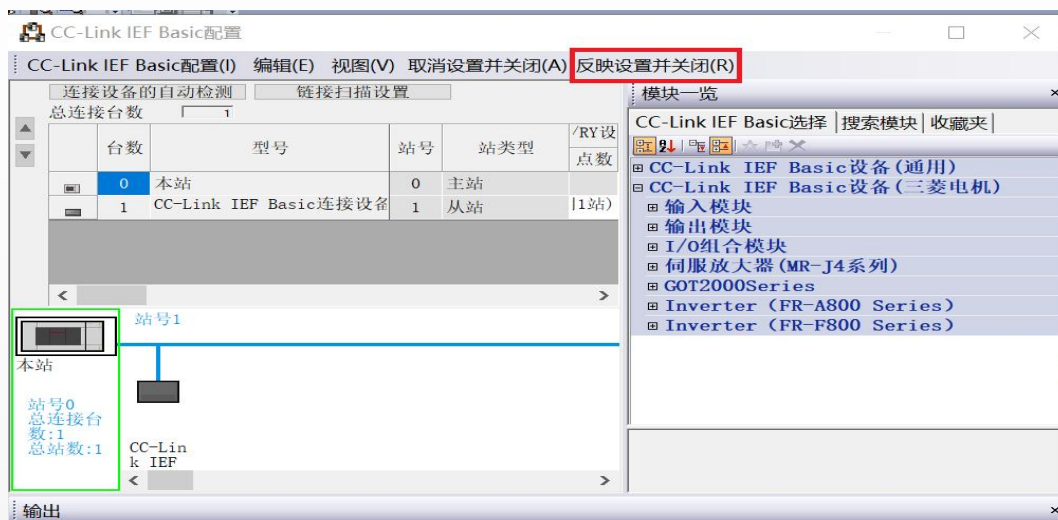 CC-Link IEF Basic配置
CC-Link IEF Basic配置(I) 编辑(E) 视图(V) 取消设置并关闭(A) 反映设置并关闭(R)
连接设备的自动检测 链接扫描设置
总连接台数 1
台数 型号 站号 站类型 /RY设
点数
0 本站 0 主站
1 CC-Link IEF Basic连接设备 1 从站 1站)
站号1
本站
站号0
总连接台
数:1
总站数:1
CC-Lin
k IEF
模块一览
CC-Link IEF Basic选择 搜索模块 收藏夹
CC-Link IEF Basic设备(通用)
CC-Link IEF Basic设备(三菱电机)
输入模块
输出模块
I/O组合模块
伺服放大器(MR-J4系列)
GOT2000Series
Inverter (FR-A800 Series)
Inverter (FR-F800 Series)
输出